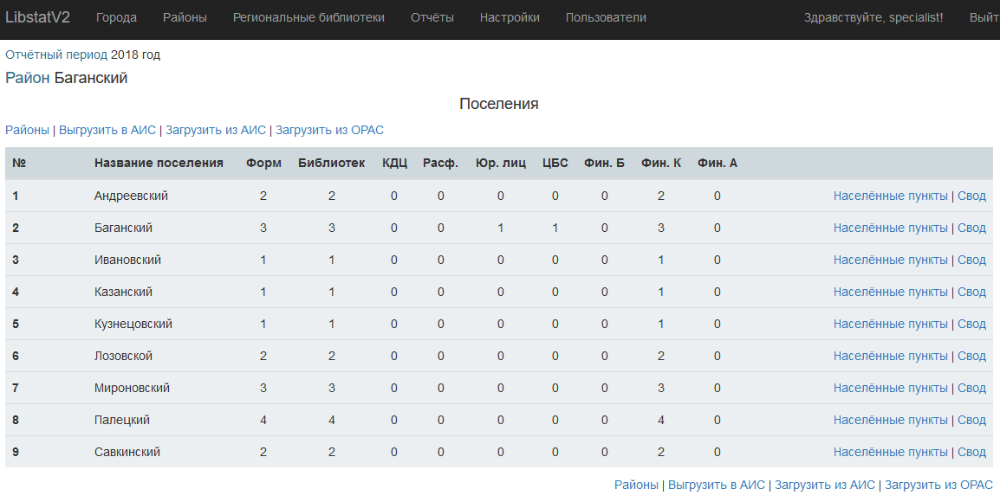 LibstatV2 Города Районы Региональные библиотеки Отчёты Настройки Пользователи Здравствуйте, specialist! Выйт
Отчётный период 2018 год
Район Баганский
Поселения
Районы | Выгрузить в АИС | Загрузить из АИС | Загрузить из ОРАС
№ Название поселения Форм Библиотек КДЦ Расф. Юр. лиц ЦБС Фин. Б Фин. К Фин. А
1 Андреевский 2 2 0 0 0 0 0 2 0 Населённые пункты | Свод
2 Баганский 3 3 0 0 1 1 0 3 0 Населённые пункты | Свод
3 Ивановский 1 1 0 0 0 0 0 1 0 Населённые пункты | Свод
4 Казанский 1 1 0 0 0 0 0 1 0 Населённые пункты | Свод
5 Кузнецовский 1 1 0 0 0 0 0 1 0 Населённые пункты | Свод
6 Лозовской 2 2 0 0 0 0 0 2 0 Населённые пункты | Свод
7 Мироновский 3 3 0 0 0 0 0 3 0 Населённые пункты | Свод
8 Палецкий 4 4 0 0 0 0 0 4 0 Населённые пункты | Свод
9 Савкинский 2 2 0 0 0 0 0 2 0 Населённые пункты | Свод
Районы | Выгрузить в АИС | Загрузить из АИС | Загрузить из ОРАС